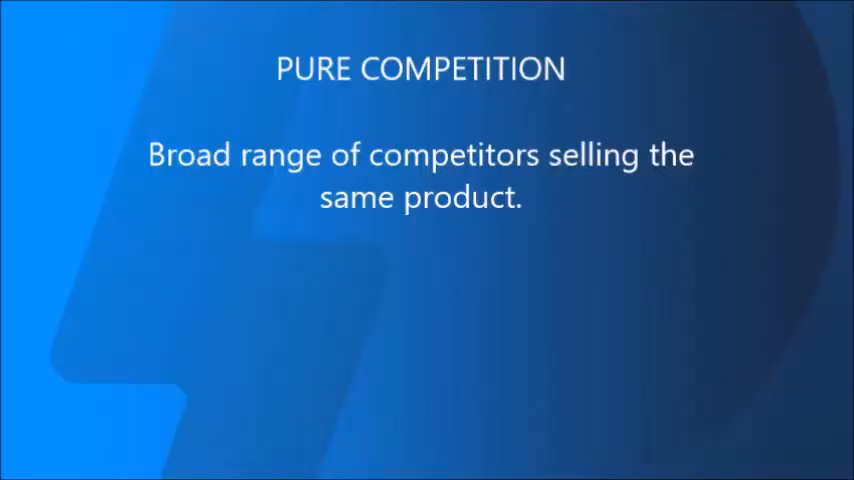 PURE COMPETITION
Broad range of competitors selling the
same product.